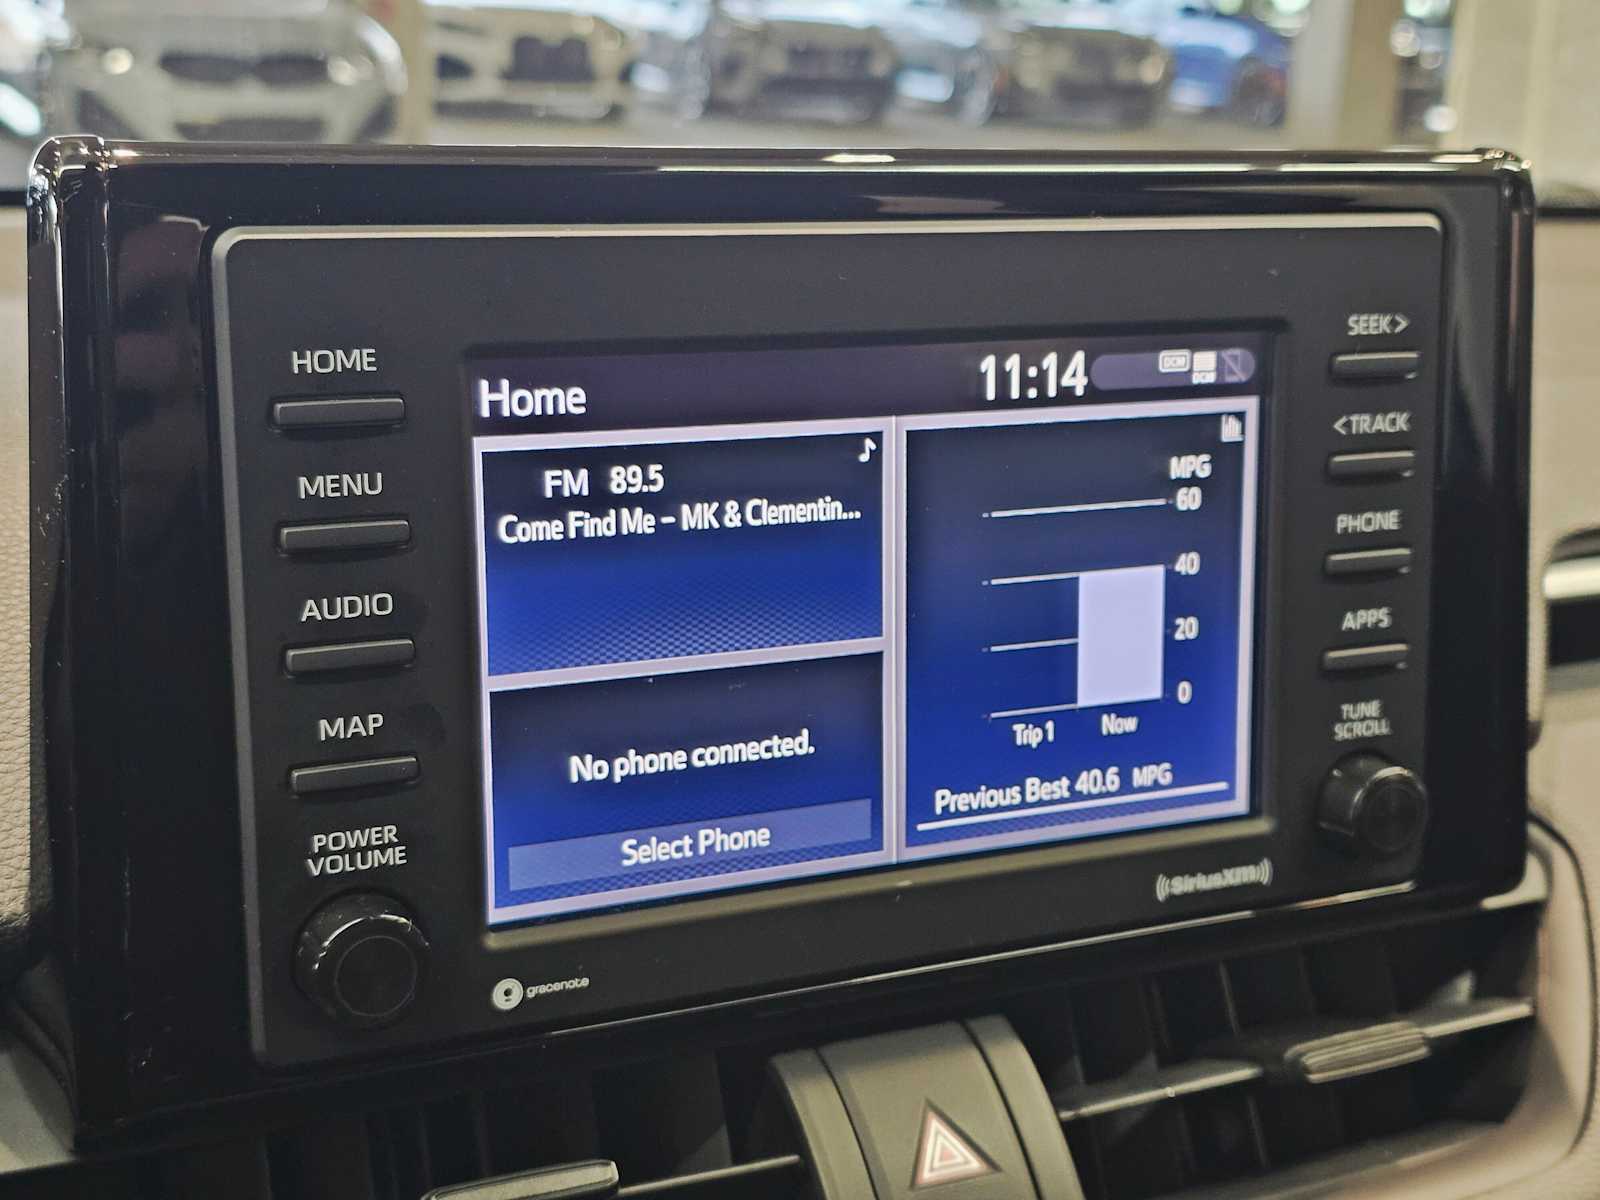 HOME
MENU
AUDIO
MAP
POWER
VOLUME
Home
11:14
DCM
DCM
FM 89.5
Come Find Me – MK & Clementin...
No phone connected.
Select Phone
MPG
60
40
20
0
Trip 1
Now
Previous Best 40.6 MPG
SEEK>
<TRACK
PHONE
APPS
TUNE
SCROLL
gracenote
SiriusXM